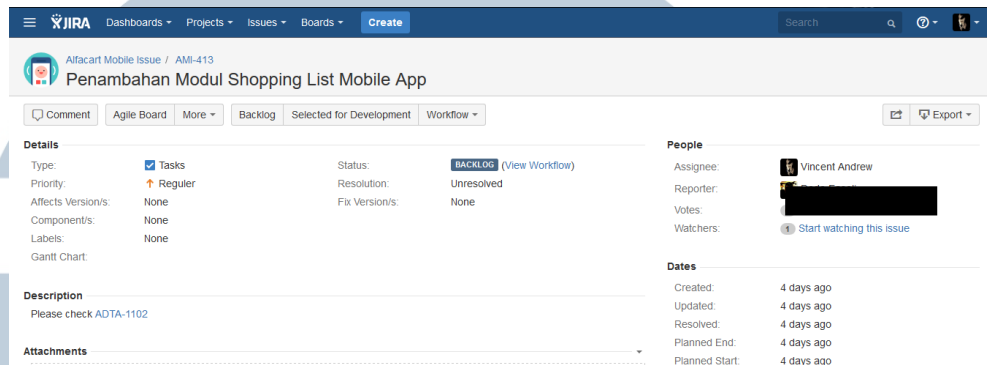 JIRA Dashboards Projects Issues Boards Create Search
Alfacart Mobile Issue / AMI-413
Penambahan Modul Shopping List Mobile App
Comment Agile Board More Backlog Selected for Development Workflow Export
Details
Type: Tasks Status: BACKLOG (View Workflow)
Priority: Reguler Resolution: Unresolved
Affects Version/s: None Fix Version/s: None
Component/s: None
Labels: None
Gantt Chart:
Description
Please check ADTA-1102
Attachments
People
Assignee: Vincent Andrew
Reporter:
Votes:
Watchers: 1 Start watching this issue
Dates
Created: 4 days ago
Updated: 4 days ago
Resolved: 4 days ago
Planned End: 4 days ago
Planned Start: 4 days ago